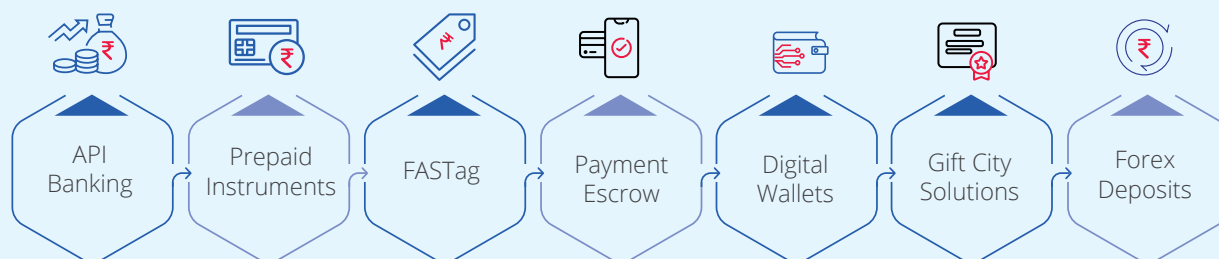 API
Banking
Prepaid
Instruments
FASTag
Payment
Escrow
Digital
Wallets
Gift City
Solutions
Forex
Deposits